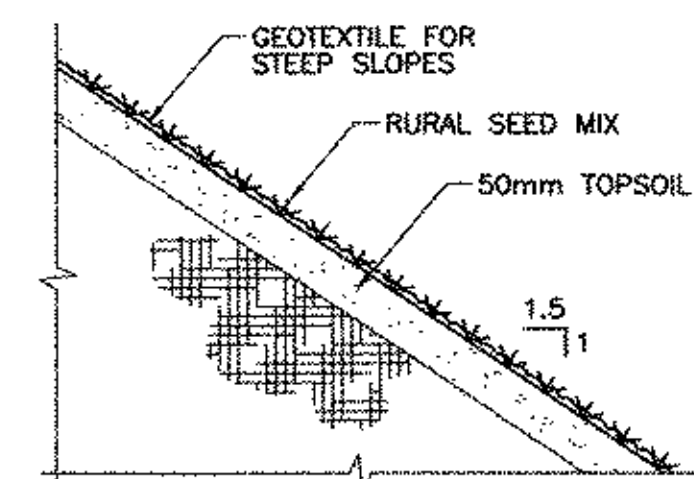 GEOTEXTILE FOR
STEEP SLOPES
RURAL SEED MIX
50mm TOPSOIL
1.5
1